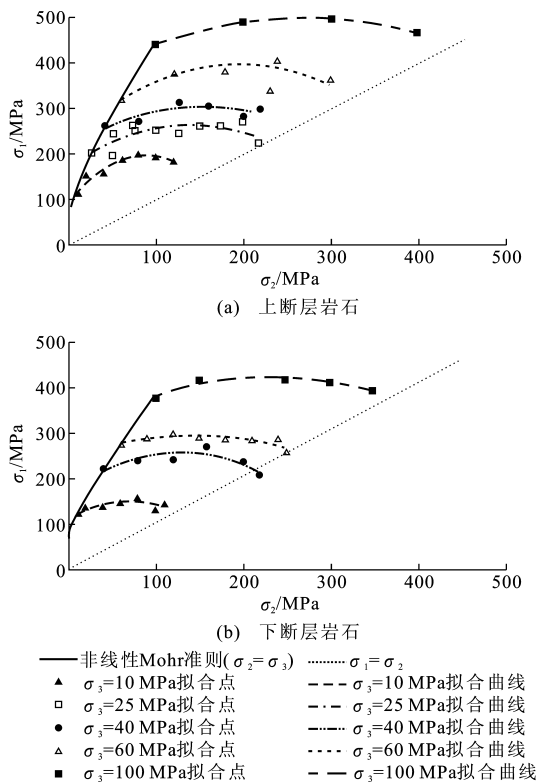 500
400
300
200
100
0
σ₁/MPa
100
200
300
400
500
σ₂/MPa
(a) 上断层岩石
500
400
300
200
100
0
σ₁/MPa
100
200
300
400
500
σ₂/MPa
(b) 下断层岩石
非线性Mohr准则(σ₂=σ₃)
σ₁=σ₂
σ₃=10 MPa拟合点
σ₃=10 MPa拟合曲线
σ₃=25 MPa拟合点
σ₃=25 MPa拟合曲线
σ₃=40 MPa拟合点
σ₃=40 MPa拟合曲线
σ₃=60 MPa拟合点
σ₃=60 MPa拟合曲线
σ₃=100 MPa拟合点
σ₃=100 MPa拟合曲线